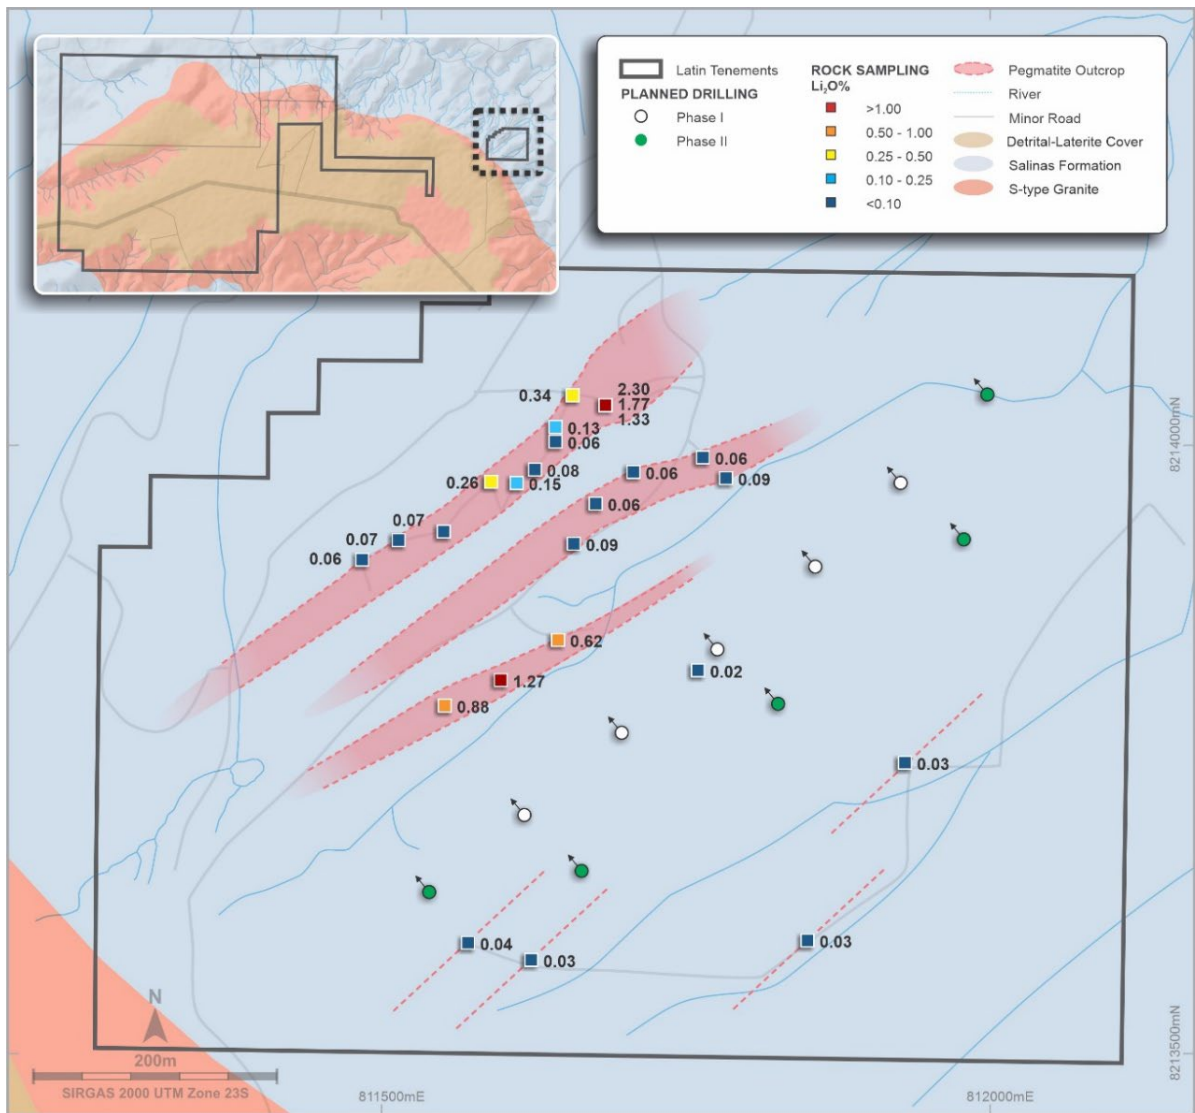 Latin Tenements
PLANNED DRILLING
Phase I
Phase II
ROCK SAMPLING
Li₂O%
>1.00
0.50 - 1.00
0.25 - 0.50
0.10 - 0.25
<0.10
Pegmatite Outcrop
River
Minor Road
Detrital-Laterite Cover
Salinas Formation
S-type Granite
0.34
2.30
1.77
1.33
0.13
0.06
0.08
0.26
0.15
0.07
0.07
0.06
0.06
0.06
0.09
0.06
0.09
0.62
1.27
0.88
0.02
0.03
0.04
0.03
0.03
8214000mN
8213500mN
N
200m
SIRGAS 2000 UTM Zone 23S
811500mE
812000mE